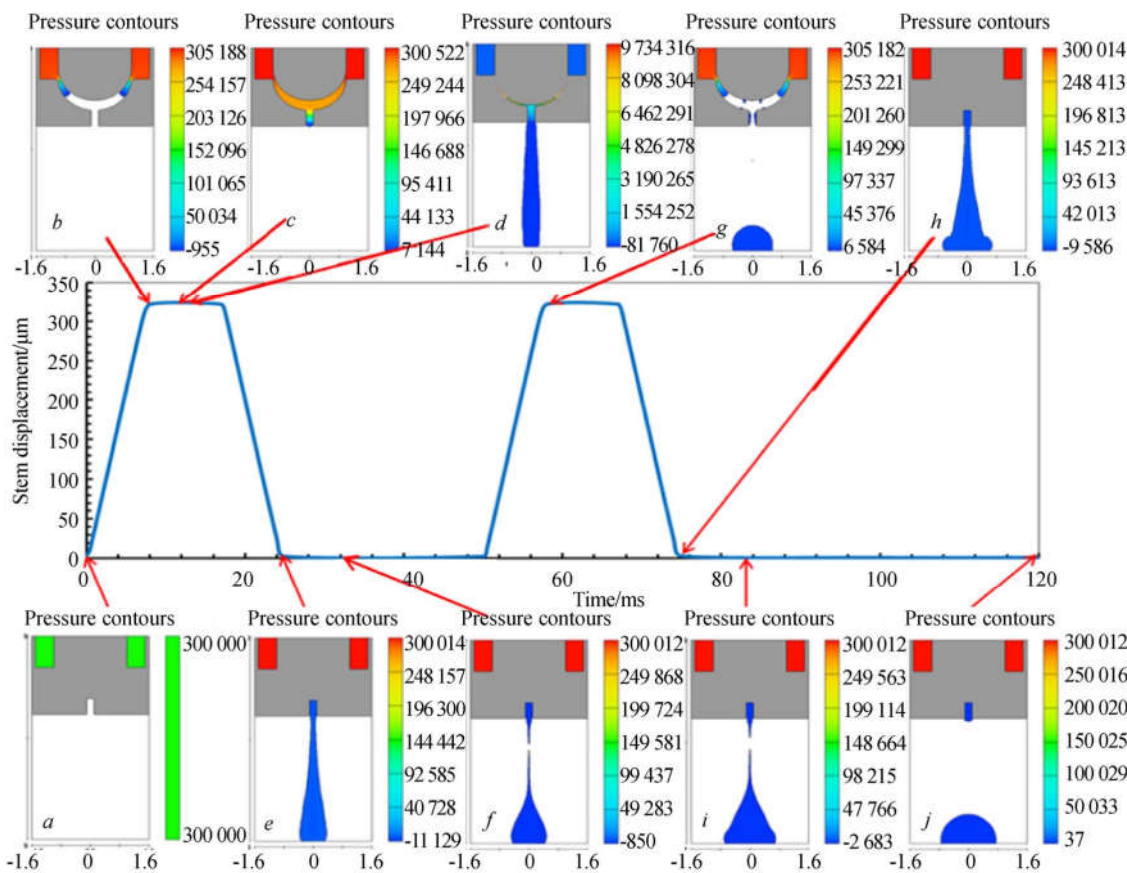 Pressure contours Pressure contours Pressure contours Pressure contours Pressure contours
305 188
254 157
203 126
152 096
101 065
50 034
-955
b
-1.6 0 1.6
300 522
249 244
197 966
146 688
95 411
44 133
7 144
c
-1.6 0 1.6
9 734 316
8 098 304
6 462 291
4 826 278
3 190 265
1 554 252
-81 760
d
-1.6 0 1.6
305 182
253 221
201 260
149 299
97 337
45 376
6 584
g
-1.6 0 1.6
300 014
248 413
196 813
145 213
93 613
42 013
-9 586
h
-1.6 0 1.6
350
300
250
200
150
100
50
0
Stem displacement/μm
0 20 40 60 80 100 120
Time/ms
Pressure contours Pressure contours Pressure contours Pressure contours Pressure contours
300 000
300 000
a
-1.6 1.6
300 014
248 157
196 300
144 442
92 585
40 728
-11 129
e
-1.6 0 1.6
300 014
249 868
199 724
149 581
99 437
49 283
-850
f
-1.6 0 1.6
300 012
249 563
199 114
148 664
98 215
47 766
-2 683
i
-1.6 0 1.6
300 012
250 016
200 020
150 025
100 029
50 033
37
j
-1.6 0 1.6